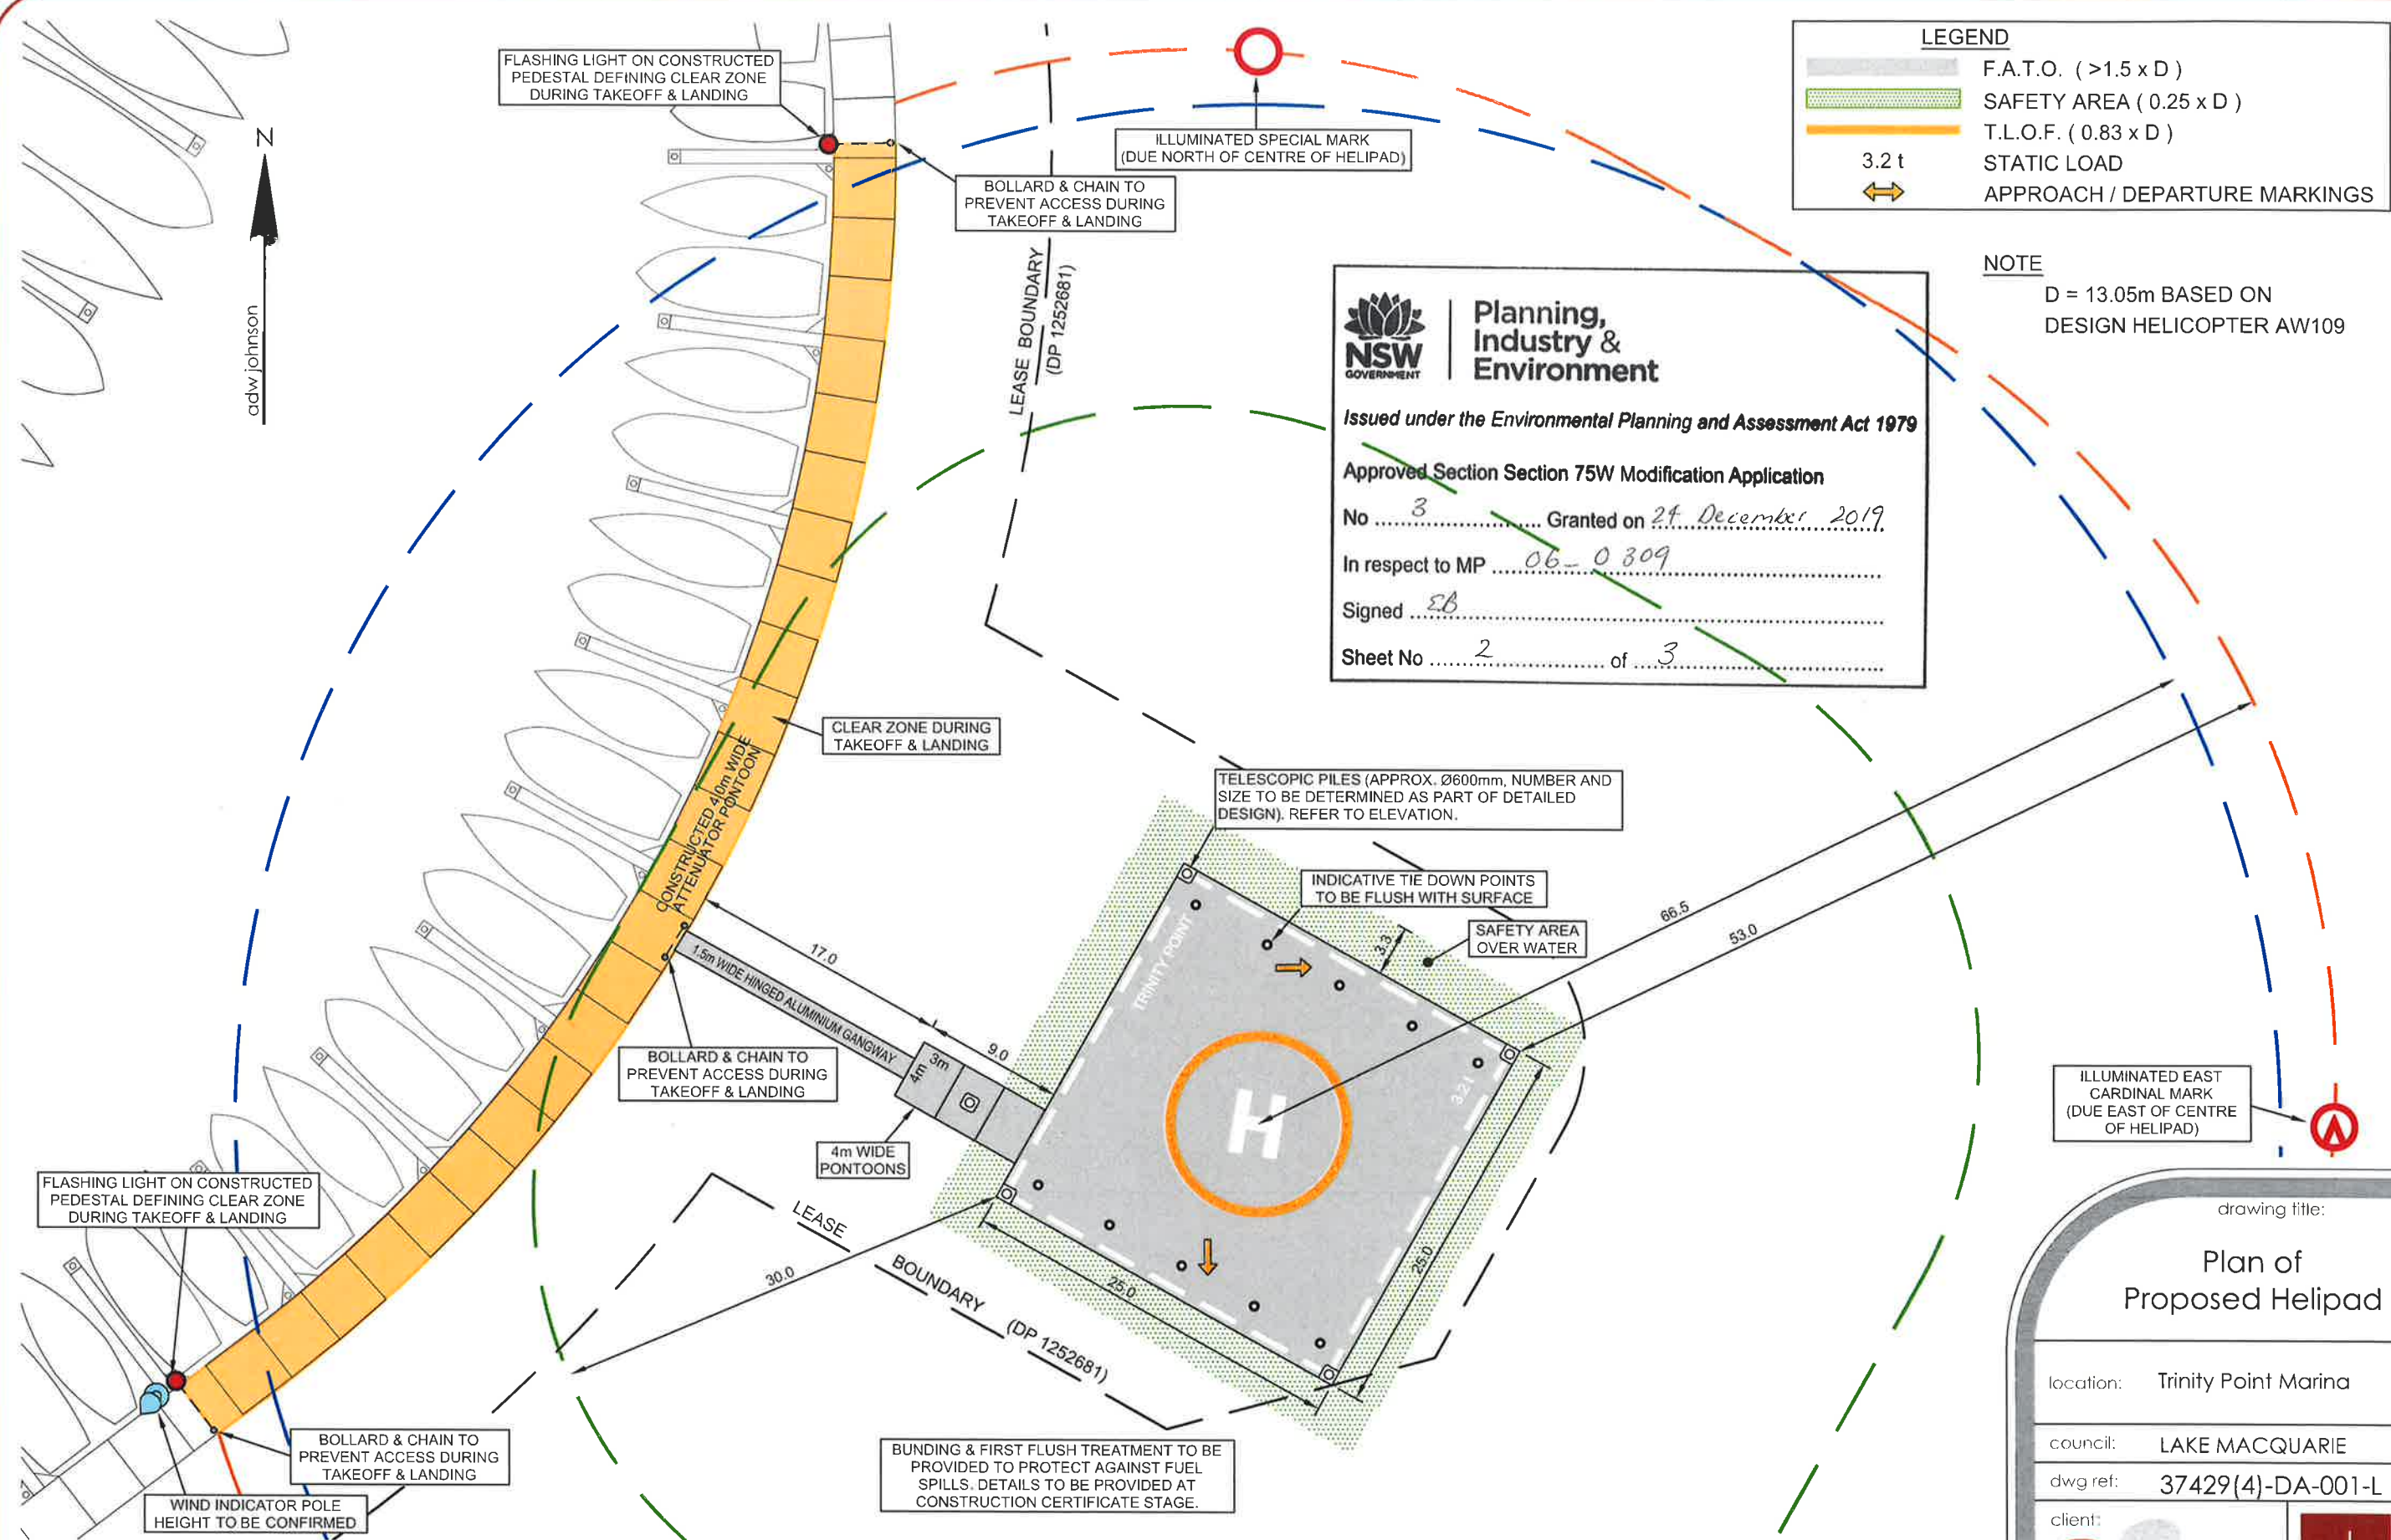 FLASHING LIGHT ON CONSTRUCTED
PEDESTAL DEFINING CLEAR ZONE
DURING TAKEOFF & LANDING
N
adw johnson
ILLUMINATED SPECIAL MARK
(DUE NORTH OF CENTRE OF HELIPAD)
BOLLARD & CHAIN TO
PREVENT ACCESS DURING
TAKEOFF & LANDING
LEASE BOUNDARY
(DP 1252681)
LEGEND
F.A.T.O. ( >1.5 x D )
SAFETY AREA ( 0.25 x D )
T.L.O.F. ( 0.83 x D )
3.2 t STATIC LOAD
APPROACH / DEPARTURE MARKINGS
NOTE
D = 13.05m BASED ON
DESIGN HELICOPTER AW109
NSW
GOVERNMENT
Planning,
Industry &
Environment
Issued under the Environmental Planning and Assessment Act 1979
Approved Section Section 75W Modification Application
No 3 Granted on 24 December 2019
In respect to MP 06_0309
Signed EB
Sheet No 2 of 3
CLEAR ZONE DURING
TAKEOFF & LANDING
CONSTRUCTED 4.0m WIDE
ATTENUATOR PONTOON
TELESCOPIC PILES (APPROX. Ø600mm, NUMBER AND
SIZE TO BE DETERMINED AS PART OF DETAILED
DESIGN). REFER TO ELEVATION.
INDICATIVE TIE DOWN POINTS
TO BE FLUSH WITH SURFACE
SAFETY AREA
OVER WATER
3.3
66.5
53.0
TRINITY POINT
17.0
1.5m WIDE HINGED ALUMINIUM GANGWAY
9.0
3m
4m
BOLLARD & CHAIN TO
PREVENT ACCESS DURING
TAKEOFF & LANDING
4m WIDE
PONTOONS
H
3.2 t
25.0
25.0
30.0
LEASE
BOUNDARY
(DP 1252681)
ILLUMINATED EAST
CARDINAL MARK
(DUE EAST OF CENTRE
OF HELIPAD)
FLASHING LIGHT ON CONSTRUCTED
PEDESTAL DEFINING CLEAR ZONE
DURING TAKEOFF & LANDING
BOLLARD & CHAIN TO
PREVENT ACCESS DURING
TAKEOFF & LANDING
WIND INDICATOR POLE
HEIGHT TO BE CONFIRMED
BUNDING & FIRST FLUSH TREATMENT TO BE
PROVIDED TO PROTECT AGAINST FUEL
SPILLS. DETAILS TO BE PROVIDED AT
CONSTRUCTION CERTIFICATE STAGE.
drawing title:
Plan of
Proposed Helipad
location: Trinity Point Marina
council: LAKE MACQUARIE
dwg ref: 37429(4)-DA-001-L
client: